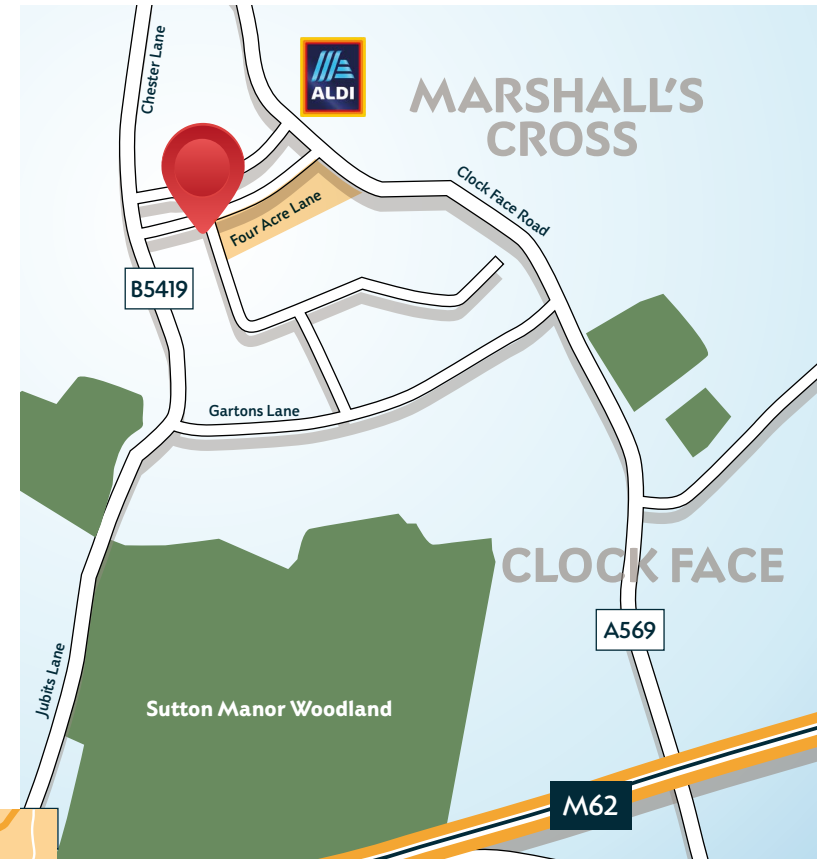 Chester Lane
ALDI
MARSHALL'S
CROSS
Clock Face Road
Four Acre Lane
B5419
Gartons Lane
CLOCK FACE
A569
Jubits Lane
Sutton Manor Woodland
M62